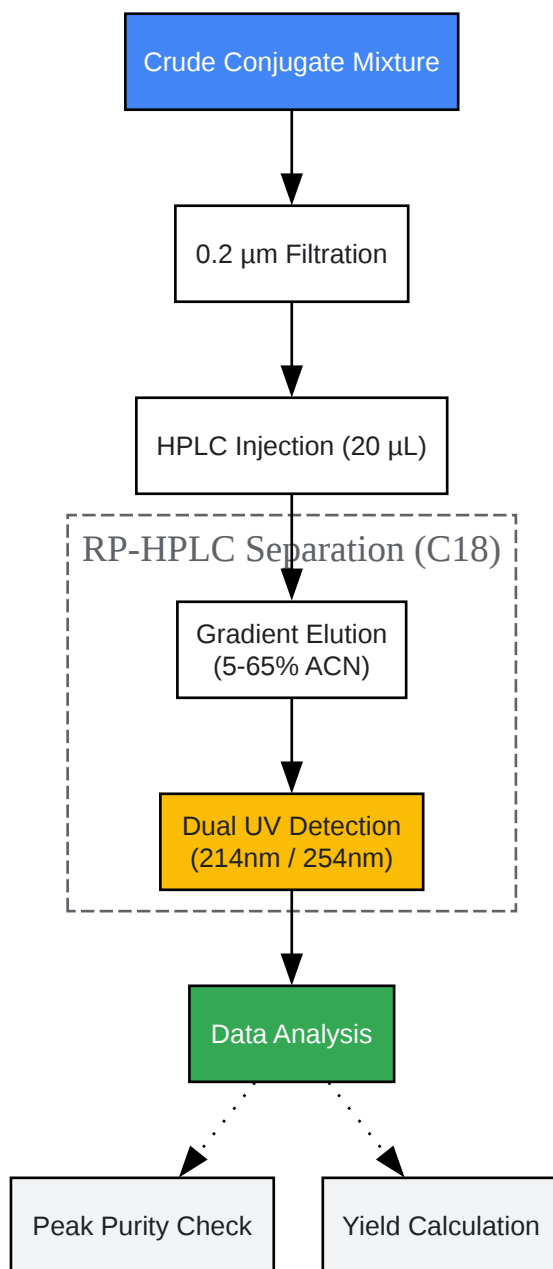 Crude Conjugate Mixture
0.2 µm Filtration
HPLC Injection (20 µL)
RP-HPLC Separation (C18)
Gradient Elution
(5-65% ACN)
Dual UV Detection
(214nm / 254nm)
Data Analysis
Peak Purity Check
Yield Calculation